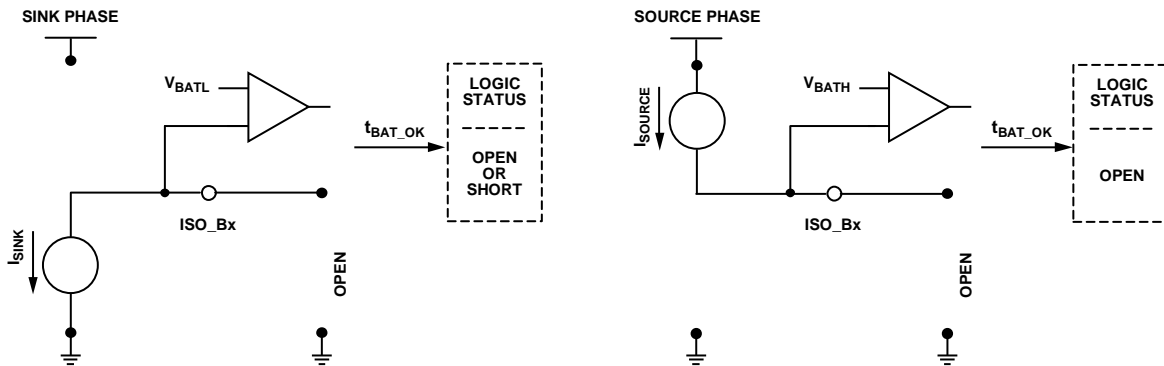 SINK PHASE
V_BATL
LOGIC
STATUS
t_BAT_OK
OPEN
OR
SHORT
ISO_Bx
I_SINK
OPEN
SOURCE PHASE
I_SOURCE
V_BATH
LOGIC
STATUS
t_BAT_OK
OPEN
ISO_Bx
OPEN